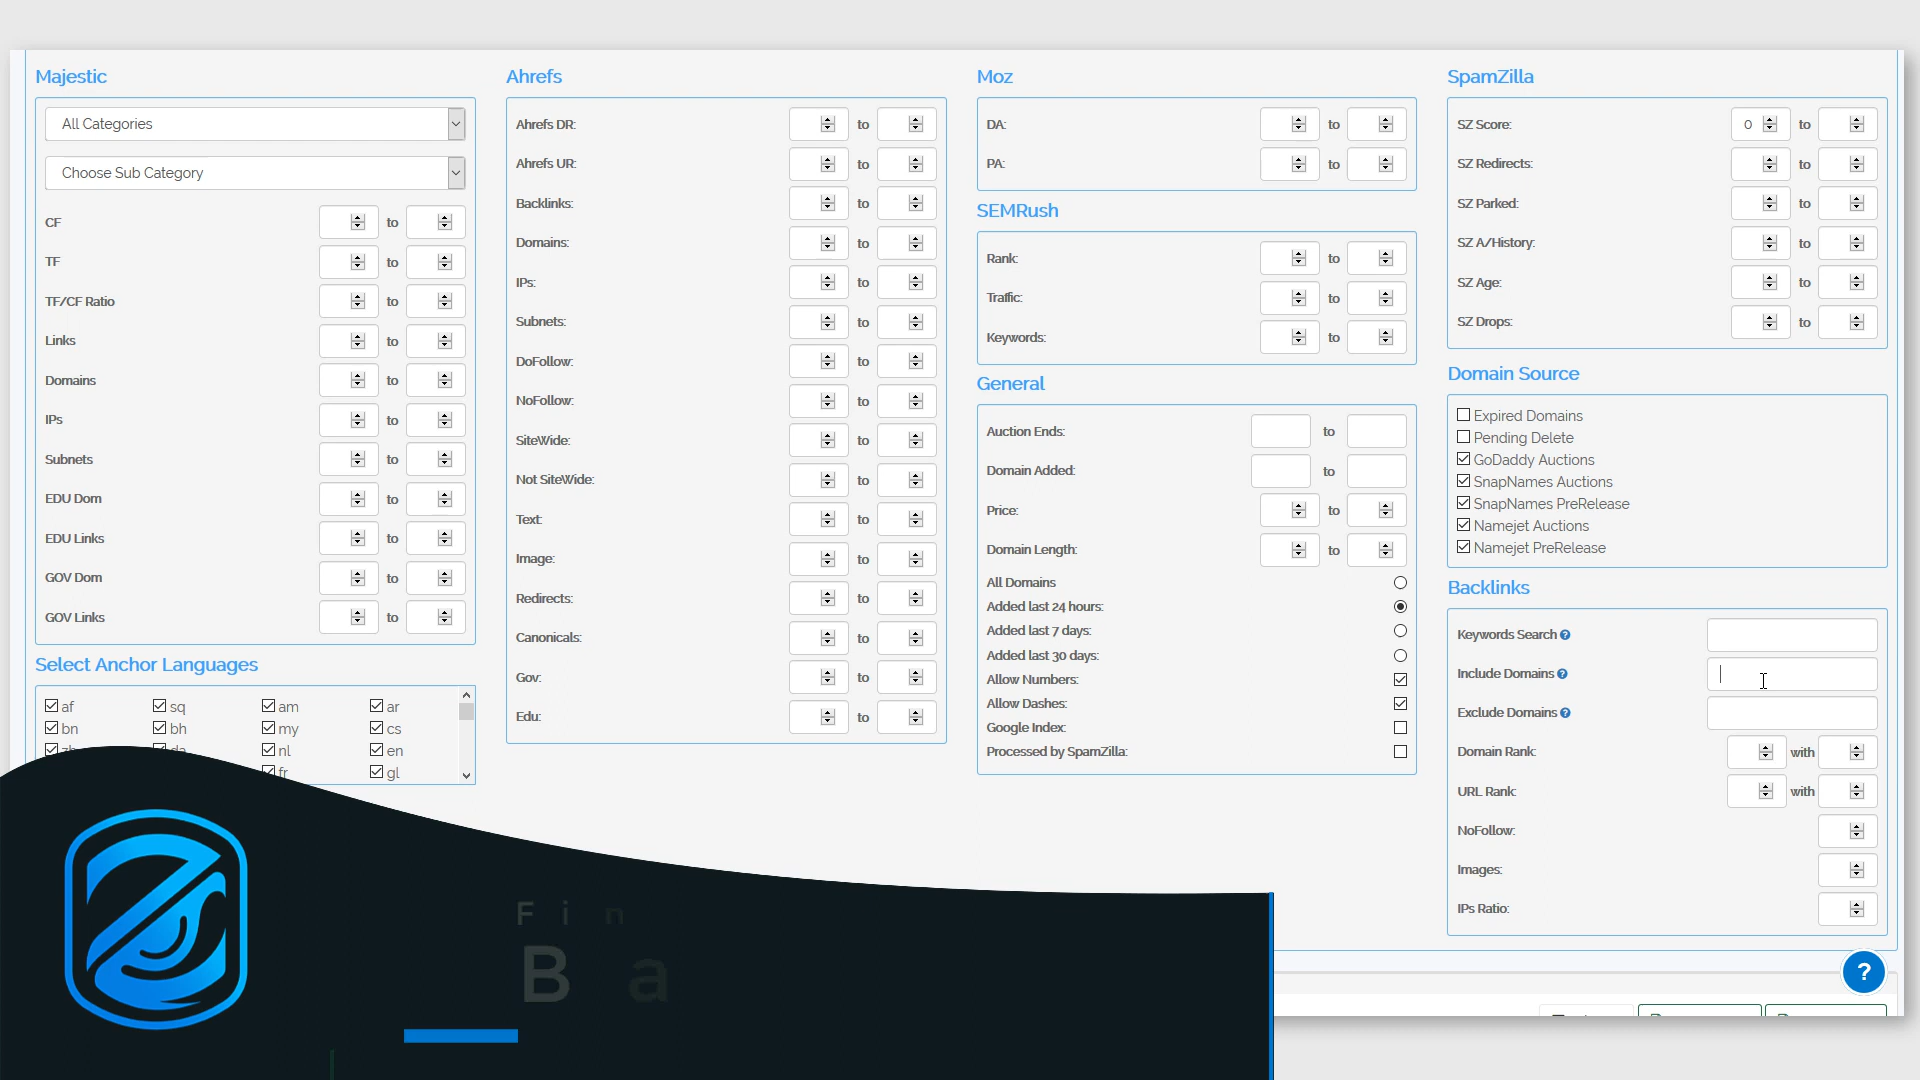 Majestic
All Categories
Choose Sub Category
CF to
TF to
TF/CF Ratio to
Links to
Domains to
IPs to
Subnets to
EDU Dom to
EDU Links to
GOV Dom to
GOV Links to
Select Anchor Languages
af sq am ar
bn bh my cs
nl en
fr gl
Ahrefs
Ahrefs DR: to
Ahrefs UR: to
Backlinks: to
Domains: to
IPs: to
Subnets: to
DoFollow: to
NoFollow: to
SiteWide: to
Not SiteWide: to
Text: to
Image: to
Redirects: to
Canonicals: to
Gov: to
Edu: to
Moz
DA: to
PA: to
SEMRush
Rank: to
Traffic: to
Keywords: to
General
Auction Ends: to
Domain Added: to
Price: to
Domain Length: to
All Domains
Added last 24 hours:
Added last 7 days:
Added last 30 days:
Allow Numbers:
Allow Dashes:
Google Index:
Processed by SpamZilla:
SpamZilla
SZ Score: 0 to
SZ Redirects: to
SZ Parked: to
SZ A/History: to
SZ Age: to
SZ Drops: to
Domain Source
Expired Domains
Pending Delete
GoDaddy Auctions
SnapNames Auctions
SnapNames PreRelease
Namejet Auctions
Namejet PreRelease
Backlinks
Keywords Search ?
Include Domains ?
Exclude Domains ?
Domain Rank: with
URL Rank: with
NoFollow:
Images:
IPs Ratio:
?
F i n
B a